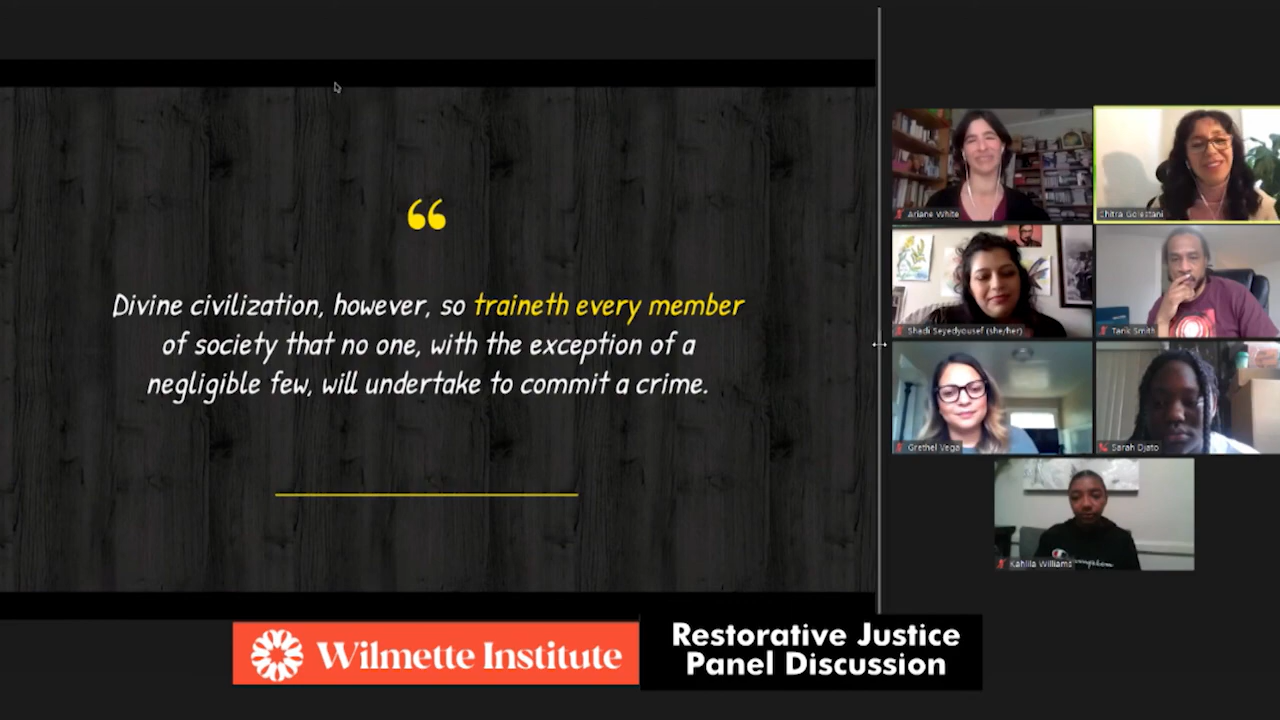 “
Divine civilization, however, so traineth every member
of society that no one, with the exception of a
negligible few, will undertake to commit a crime.
Ariane White
Chitra Golestani
Shadi Seyedyousef (she/her)
Tarik Smith
Grethel Vega
Sarah Djato
Kahlila Williams
Champion
Wilmette Institute
Restorative Justice
Panel Discussion